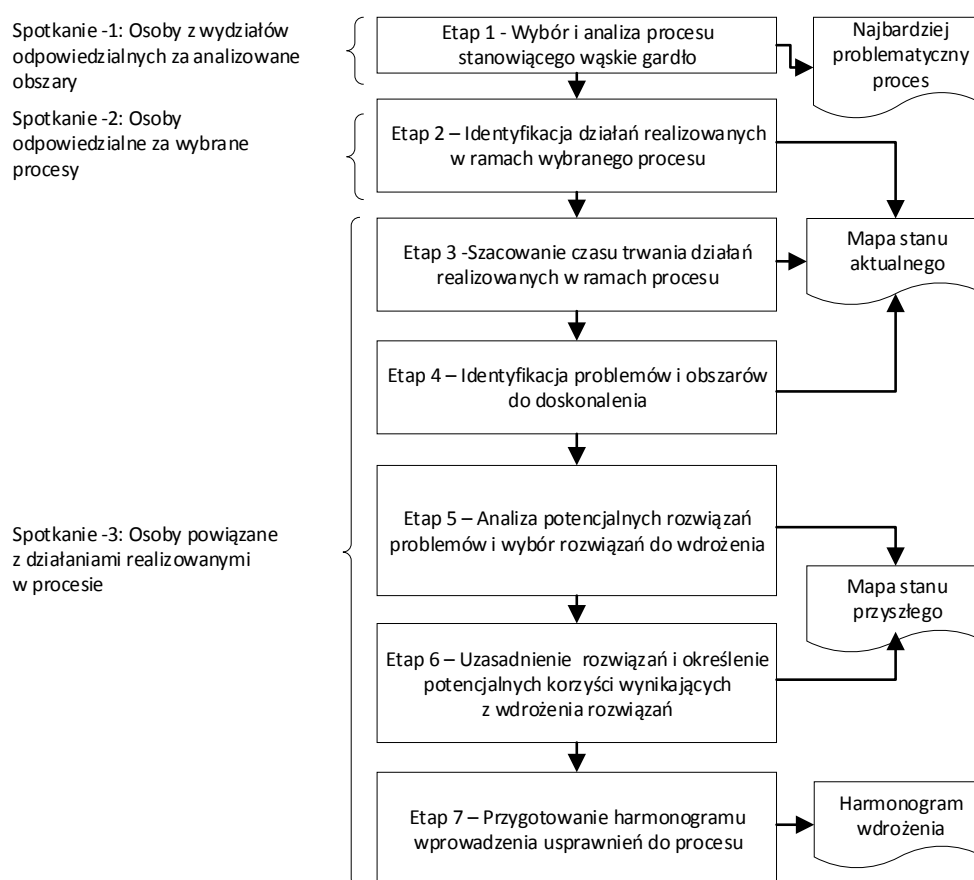 Spotkanie -1: Osoby z wydziałów
odpowiedzialnych za analizowane
obszary
Etap 1 - Wybór i analiza procesu
stanowiącego wąskie gardło
Najbardziej
problematyczny
proces
Spotkanie -2: Osoby
odpowiedzialne za wybrane
procesy
Etap 2 – Identyfikacja działań realizowanych
w ramach wybranego procesu
Etap 3 -Szacowanie czasu trwania działań
realizowanych w ramach procesu
Mapa stanu
aktualnego
Etap 4 – Identyfikacja problemów i obszarów
do doskonalenia
Spotkanie -3: Osoby powiązane
z działaniami realizowanymi
w procesie
Etap 5 – Analiza potencjalnych rozwiązań
problemów i wybór rozwiązań do wdrożenia
Mapa stanu
przyszłego
Etap 6 – Uzasadnienie rozwiązań i określenie
potencjalnych korzyści wynikających
z wdrożenia rozwiązań
Etap 7 – Przygotowanie harmonogramu
wprowadzenia usprawnień do procesu
Harmonogram
wdrożenia